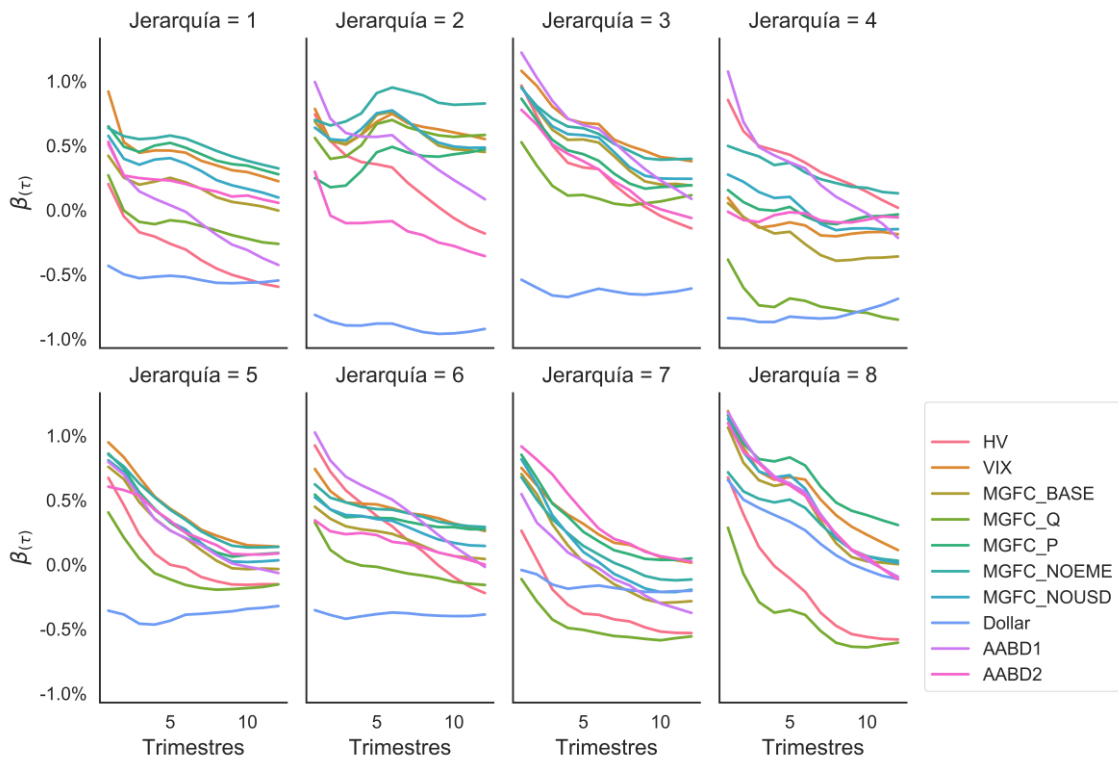 Jerarquía = 1
Jerarquía = 2
Jerarquía = 3
Jerarquía = 4
1.0%
0.5%
0.0%
-0.5%
-1.0%
β(τ)
Jerarquía = 5
Jerarquía = 6
Jerarquía = 7
Jerarquía = 8
1.0%
0.5%
0.0%
-0.5%
-1.0%
β(τ)
5 10
5 10
5 10
5 10
Trimestres
Trimestres
Trimestres
Trimestres
HV
VIX
MGFC_BASE
MGFC_Q
MGFC_P
MGFC_NOEME
MGFC_NOUSD
Dollar
AABD1
AABD2